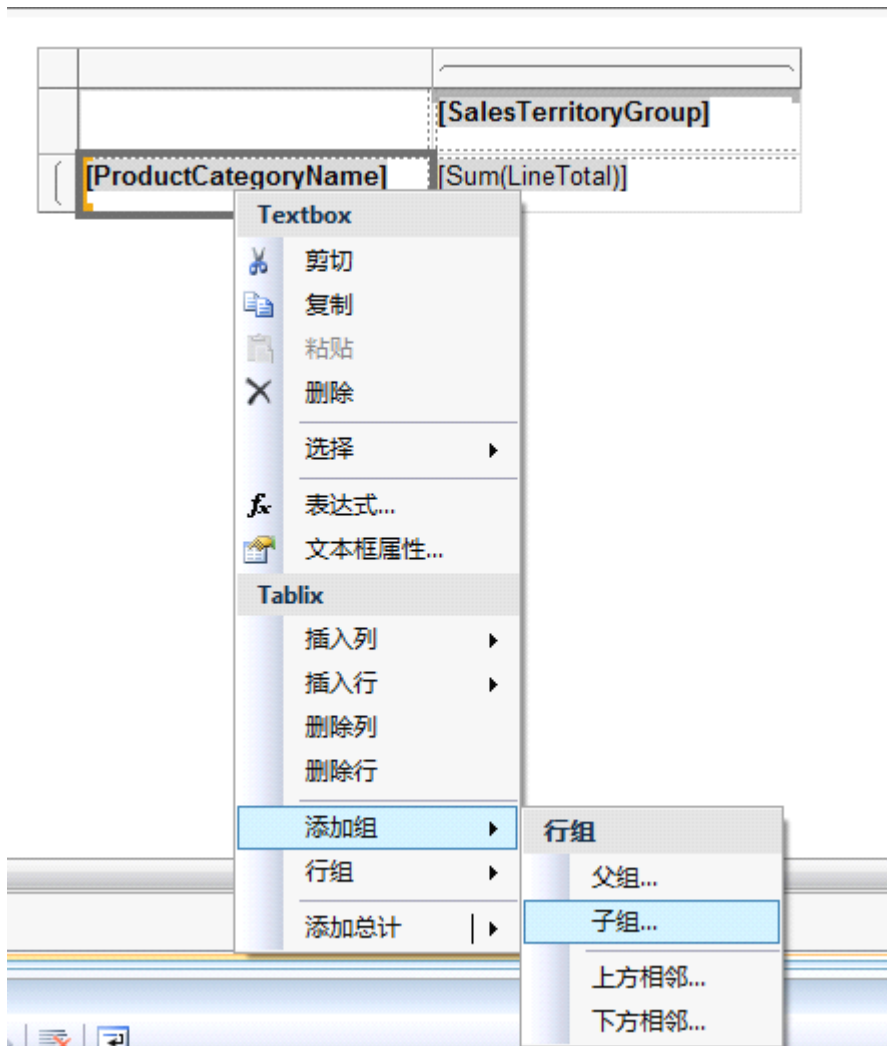 [SalesTerritoryGroup]
[ProductCategoryName] [Sum(LineTotal)]
Textbox
剪切
复制
粘贴
删除
选择
表达式...
文本框属性...
Tablix
插入列
插入行
删除列
删除行
添加组
行组
添加总计
行组
父组...
子组...
上方相邻...
下方相邻...